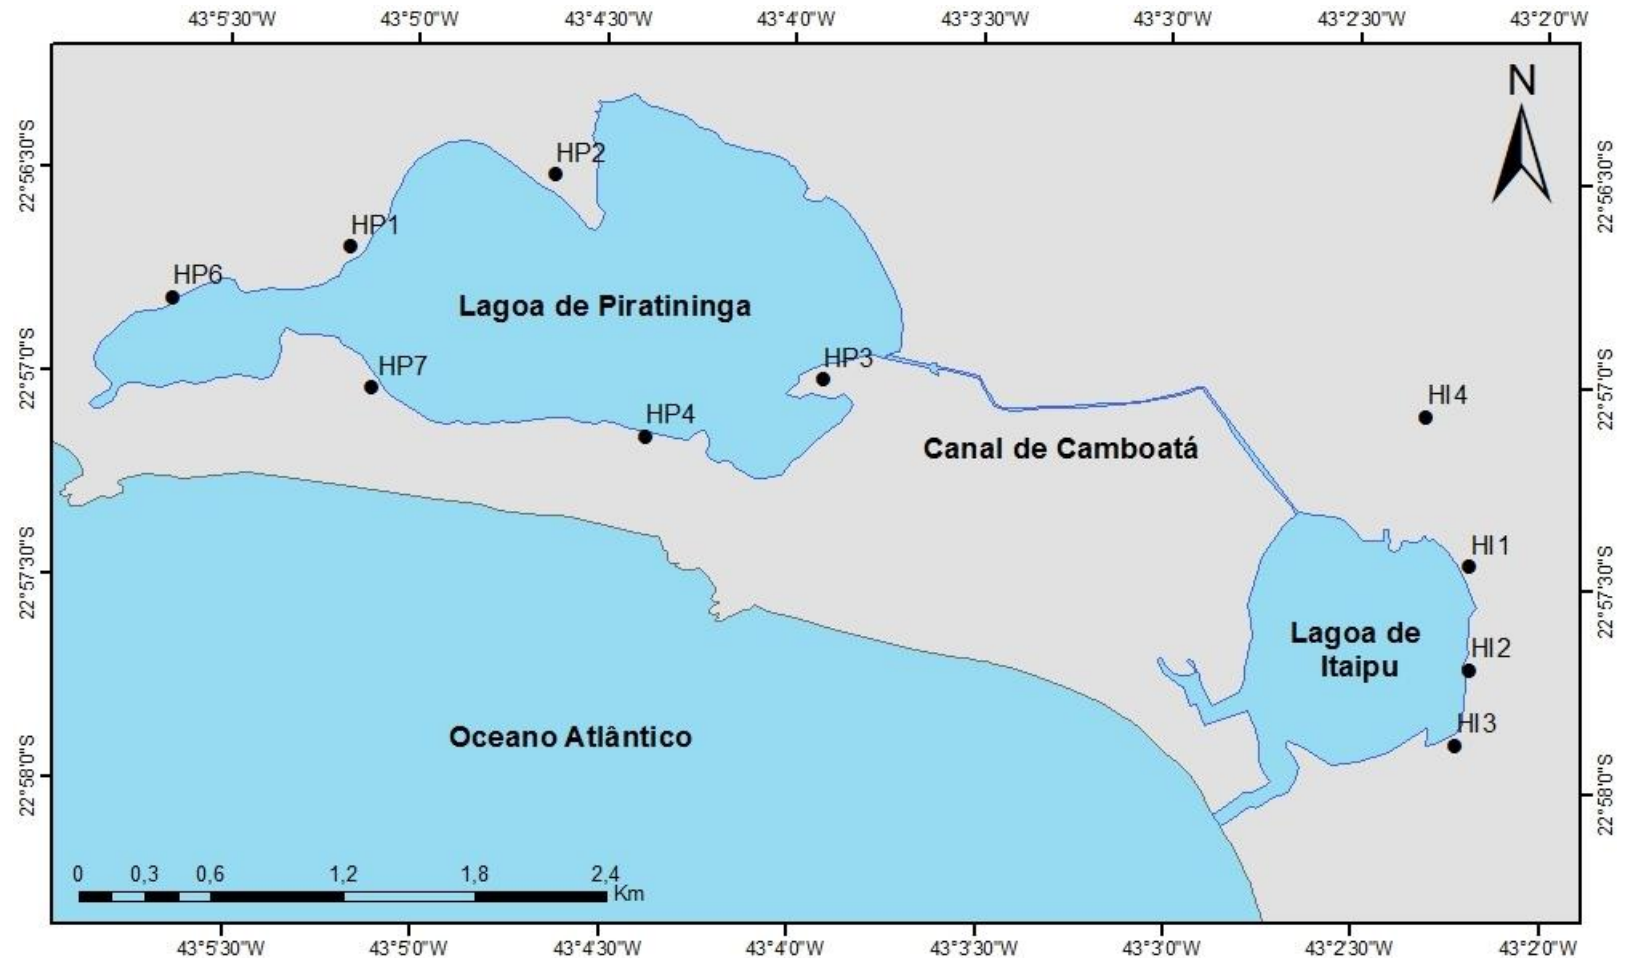 43°5'30"W 43°5'0"W 43°4'30"W 43°4'0"W 43°3'30"W 43°3'0"W 43°2'30"W 43°2'0"W
N
22°56'30"S
22°56'30"S
HP2
HP1
HP6
Lagoa de Piratininga
HP3
22°57'0"S
22°57'0"S
HP7
HI4
HP4
Canal de Camboatá
22°57'30"S
22°57'30"S
HI1
Lagoa de
Itaipu
HI2
HI3
Oceano Atlântico
22°58'0"S
22°58'0"S
0 0,3 0,6 1,2 1,8 2,4
Km
43°5'30"W 43°5'0"W 43°4'30"W 43°4'0"W 43°3'30"W 43°3'0"W 43°2'30"W 43°2'0"W